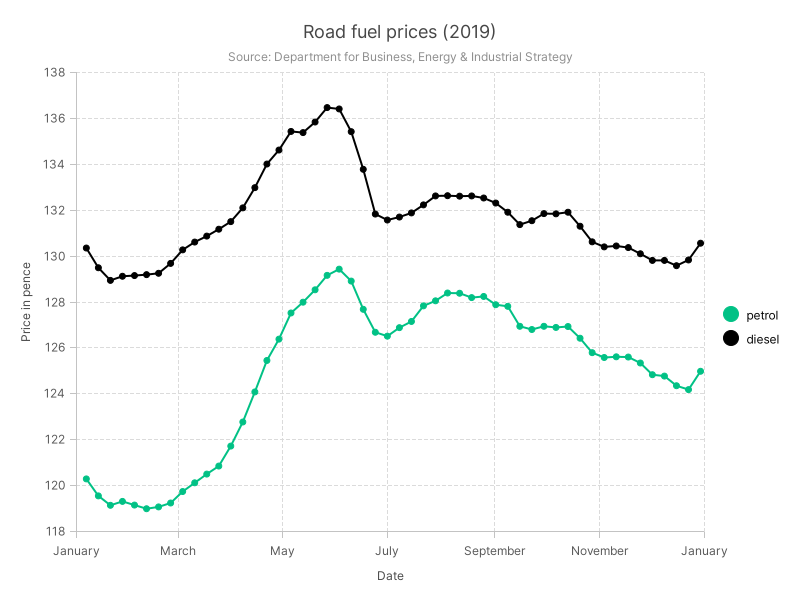 Road fuel prices (2019)
Source: Department for Business, Energy & Industrial Strategy
138
136
134
132
130
128
126
124
122
120
118
Price in pence
January March May July September November January
Date
petrol
diesel